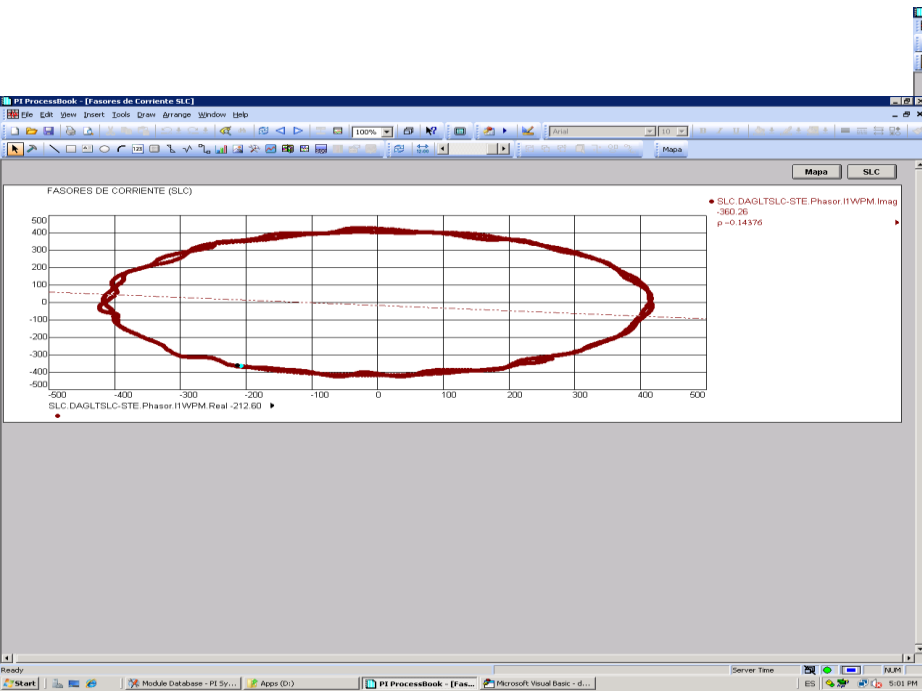 PI ProcessBook - [Fasores de Corriente SLC]
File Edit View Insert Tools Draw Arrange Window Help
100% Arial 10
123 12:00 Mapa
Mapa SLC
FASORES DE CORRIENTE (SLC)
SLC.DAGLTSLC-STE.Phasor.I1WPM.Imag
-360.26
ρ =0.14376
500
400
300
200
100
0
-100
-200
-300
-400
-500
-500 -400 -300 -200 -100 0 100 200 300 400 500
SLC.DAGLTSLC-STE.Phasor.I1WPM.Real -212.60
Ready Server Time NUM
Start Module Database - PI Sy... Apps (D:) PI ProcessBook - [Fas... Microsoft Visual Basic - d... ES 5:01 PM